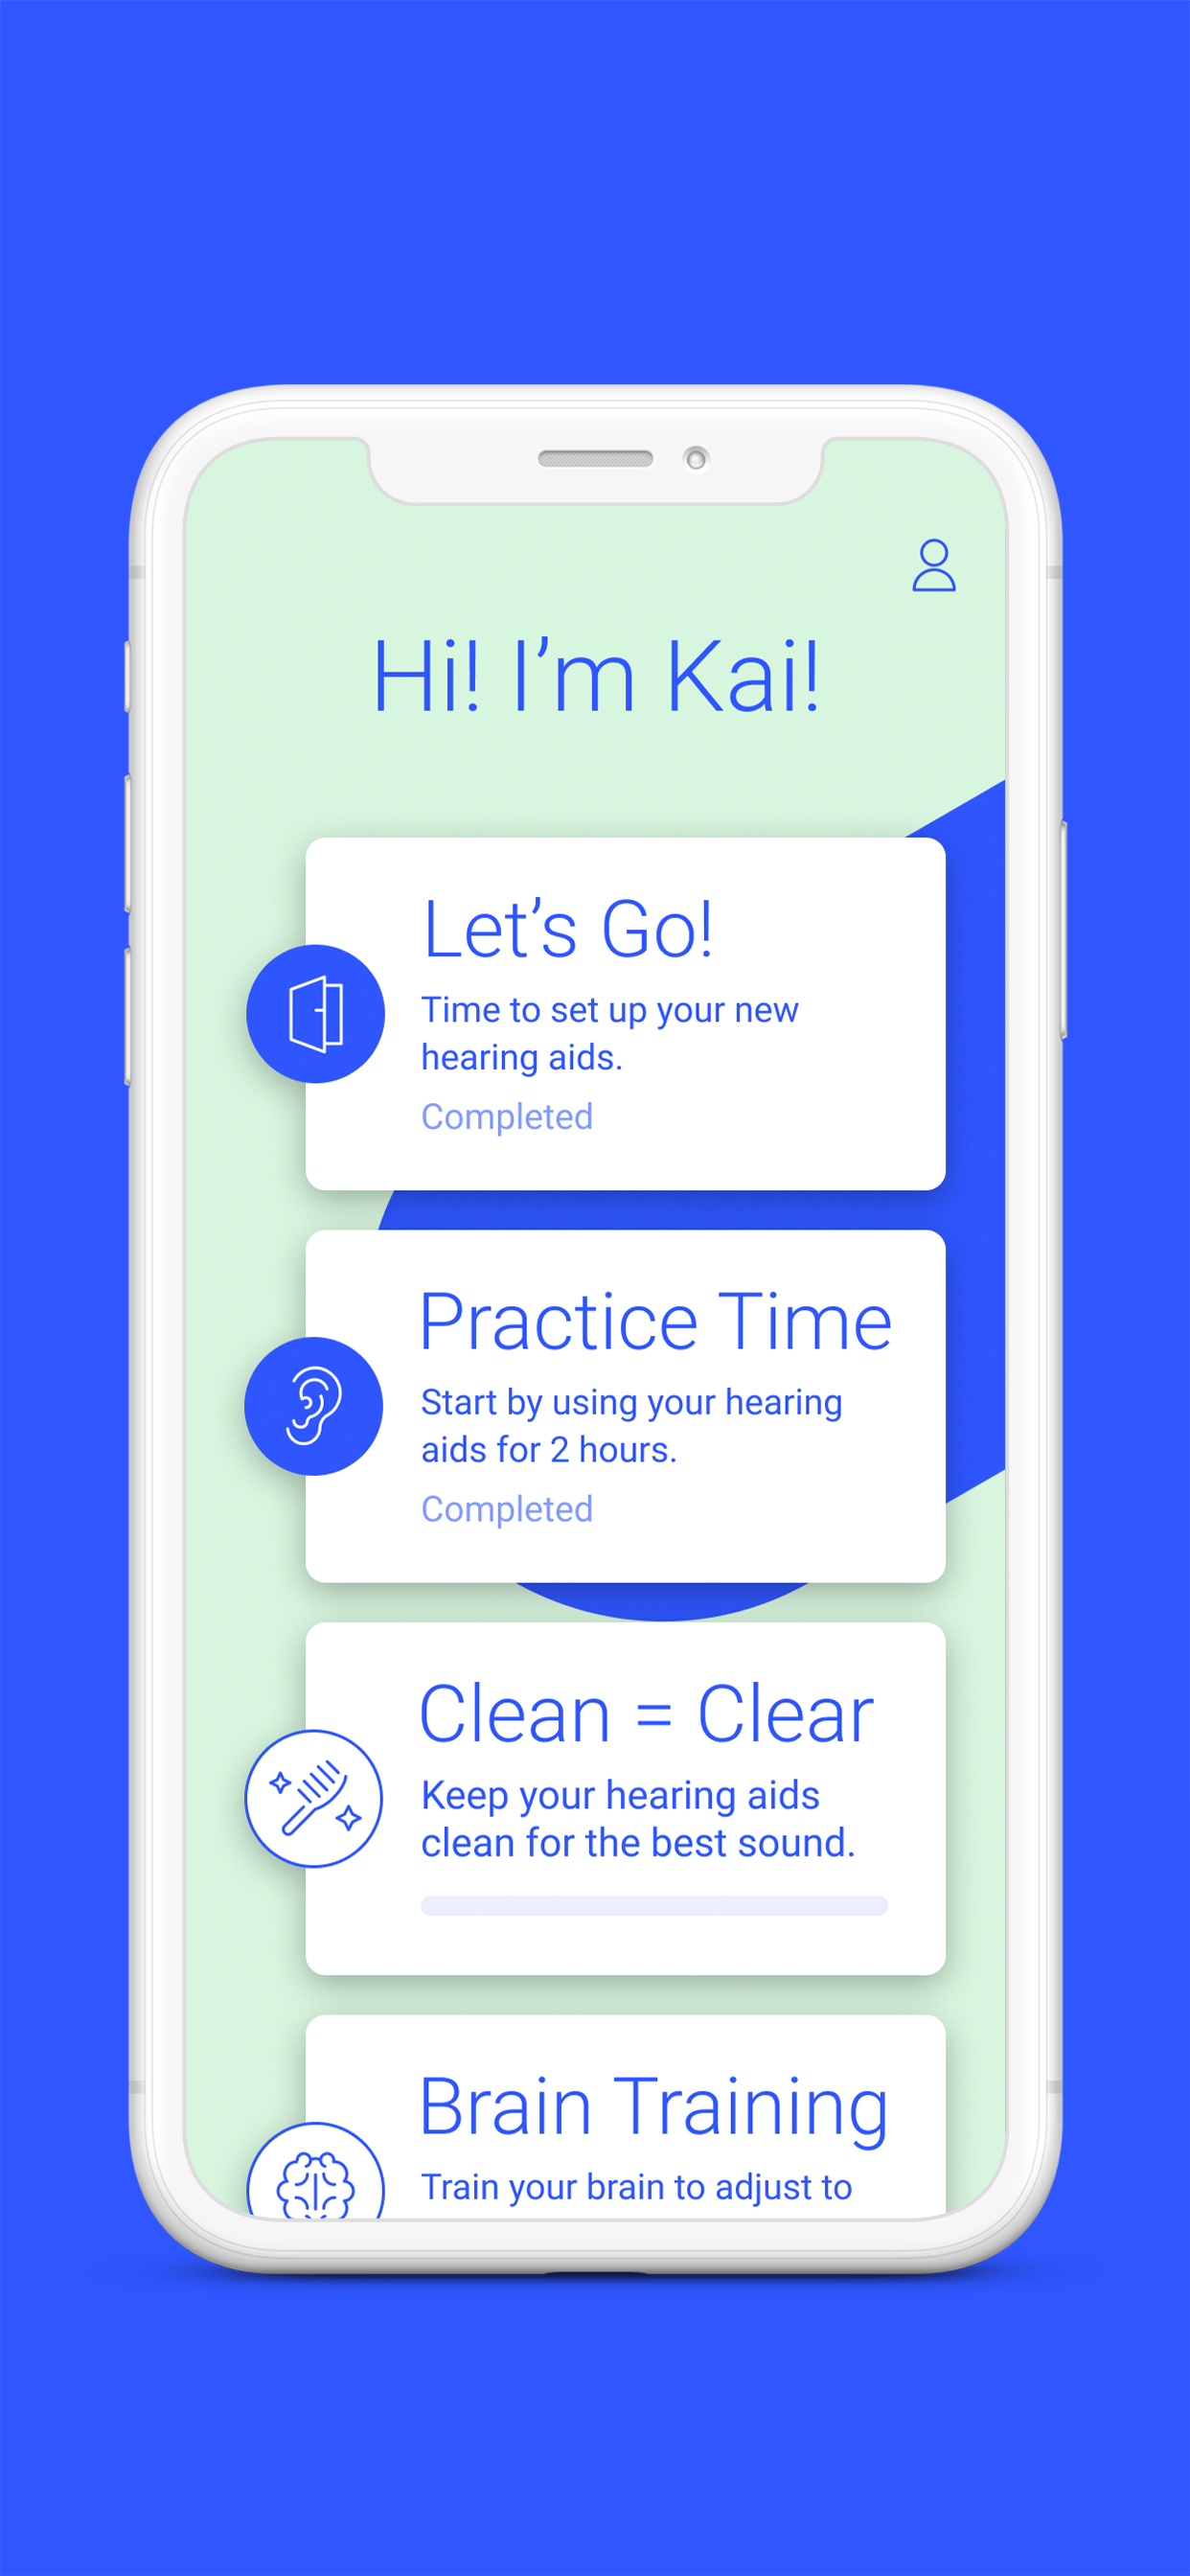 Hi! I’m Kai!
Let’s Go!
Time to set up your new
hearing aids.
Completed
Practice Time
Start by using your hearing
aids for 2 hours.
Completed
Clean = Clear
Keep your hearing aids
clean for the best sound.
Brain Training
Train your brain to adjust to